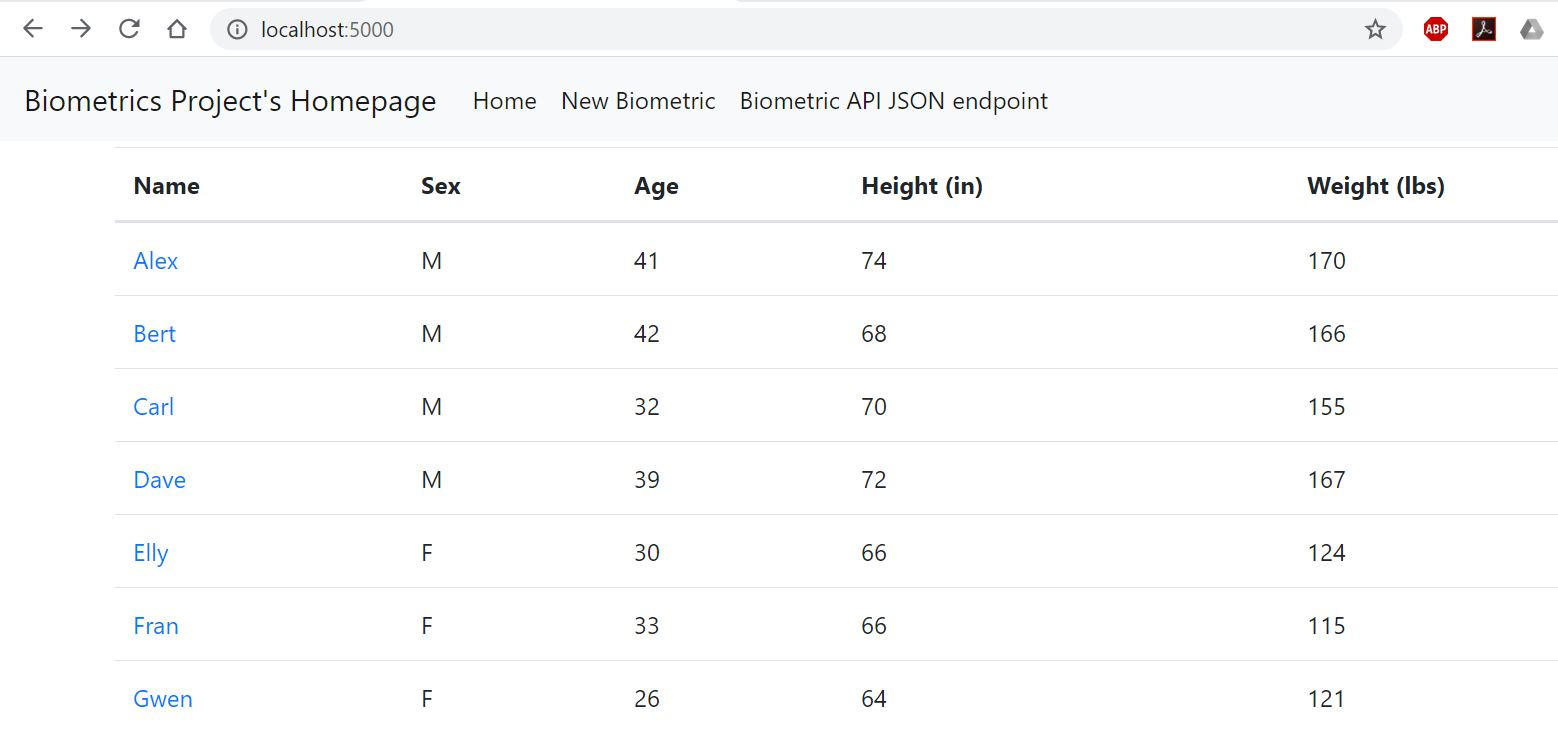 localhost:5000
ABP
Biometrics Project's Homepage Home New Biometric Biometric API JSON endpoint
Name Sex Age Height (in) Weight (lbs)
Alex M 41 74 170
Bert M 42 68 166
Carl M 32 70 155
Dave M 39 72 167
Elly F 30 66 124
Fran F 33 66 115
Gwen F 26 64 121